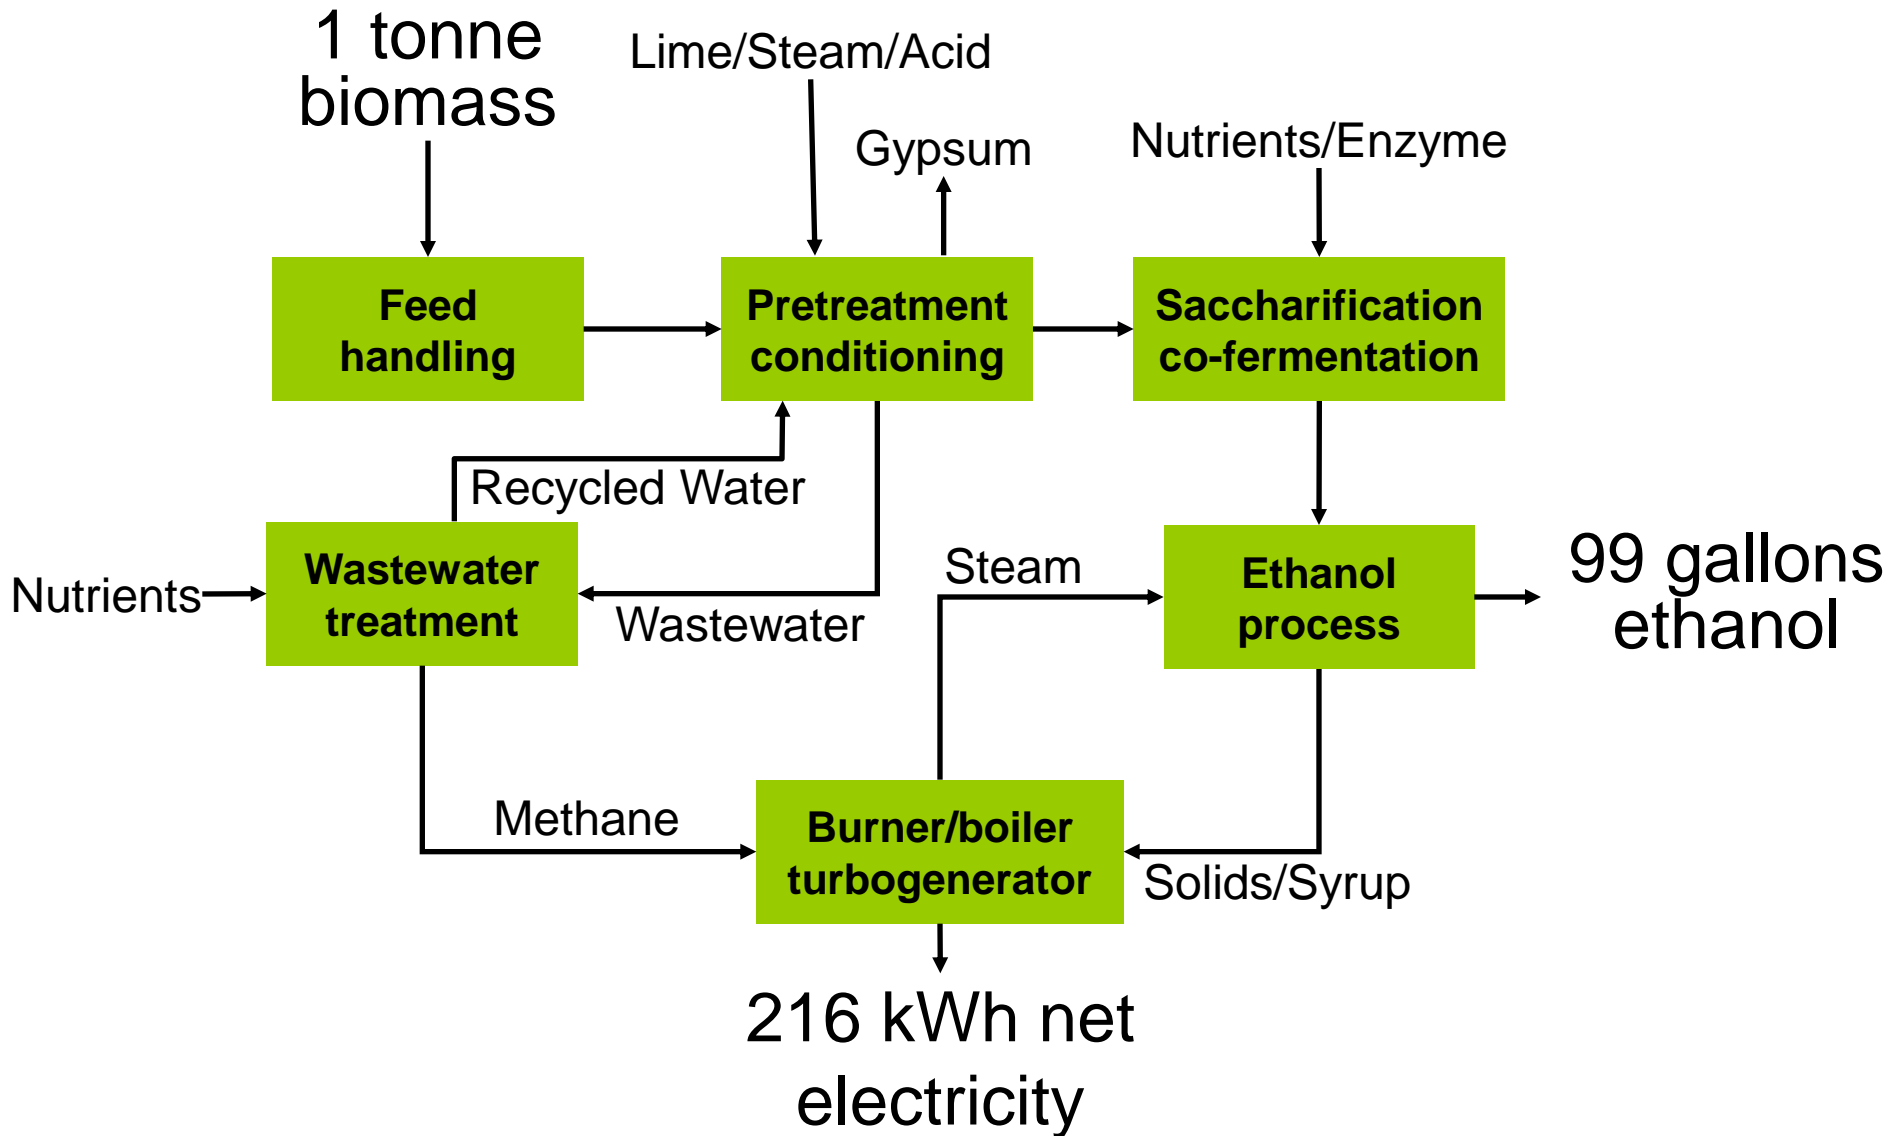 1 tonne
biomass
Lime/Steam/Acid
Gypsum
Nutrients/Enzyme
Feed
handling
Pretreatment
conditioning
Saccharification
co-fermentation
Recycled Water
Wastewater
treatment
Nutrients
Wastewater
Steam
Ethanol
process
99 gallons
ethanol
Methane
Burner/boiler
turbogenerator
Solids/Syrup
216 kWh net
electricity